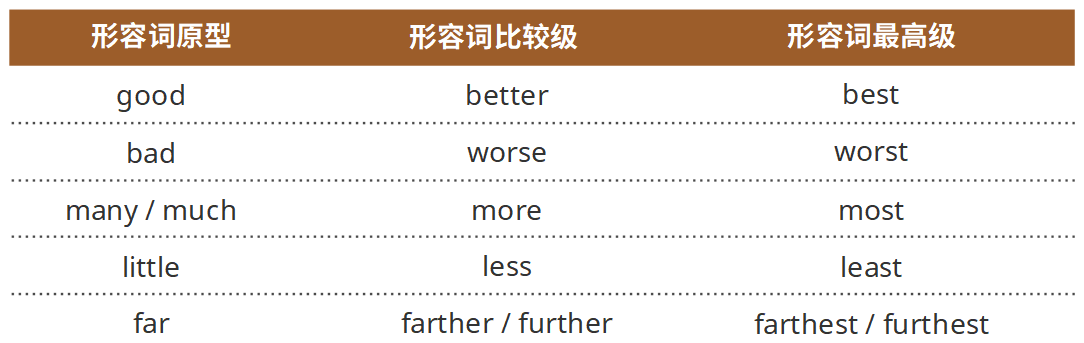 形容词原型 形容词比较级 形容词最高级
good better best
bad worse worst
many / much more most
little less least
far farther / further farthest / furthest